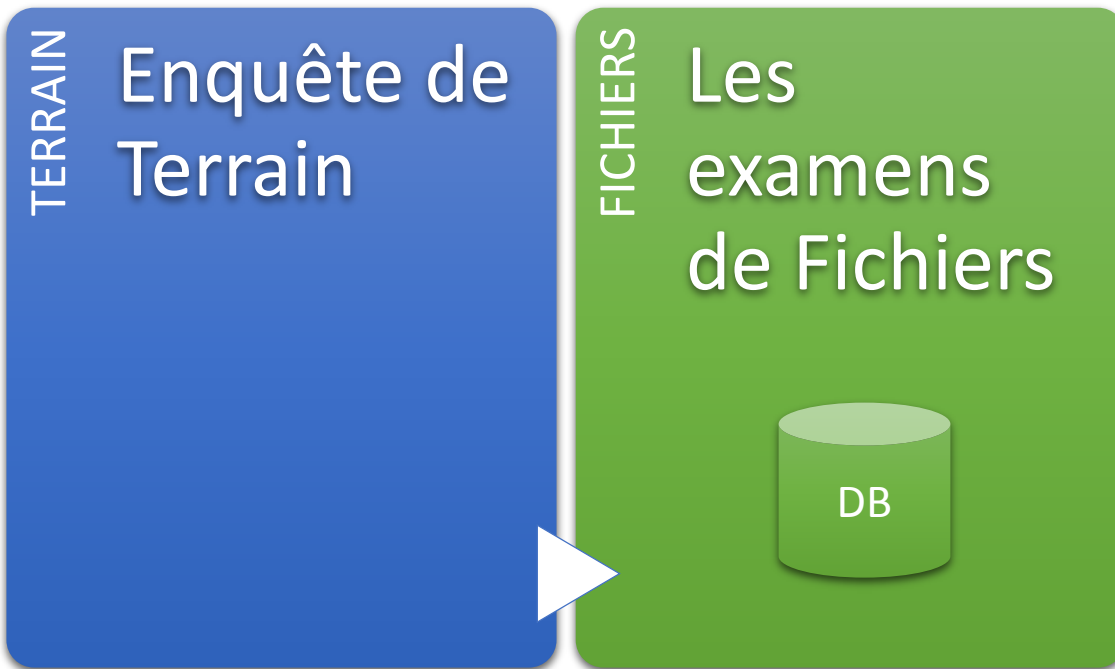 TERRAIN
Enquête de
Terrain
FICHIERS
Les
examens
de Fichiers
DB